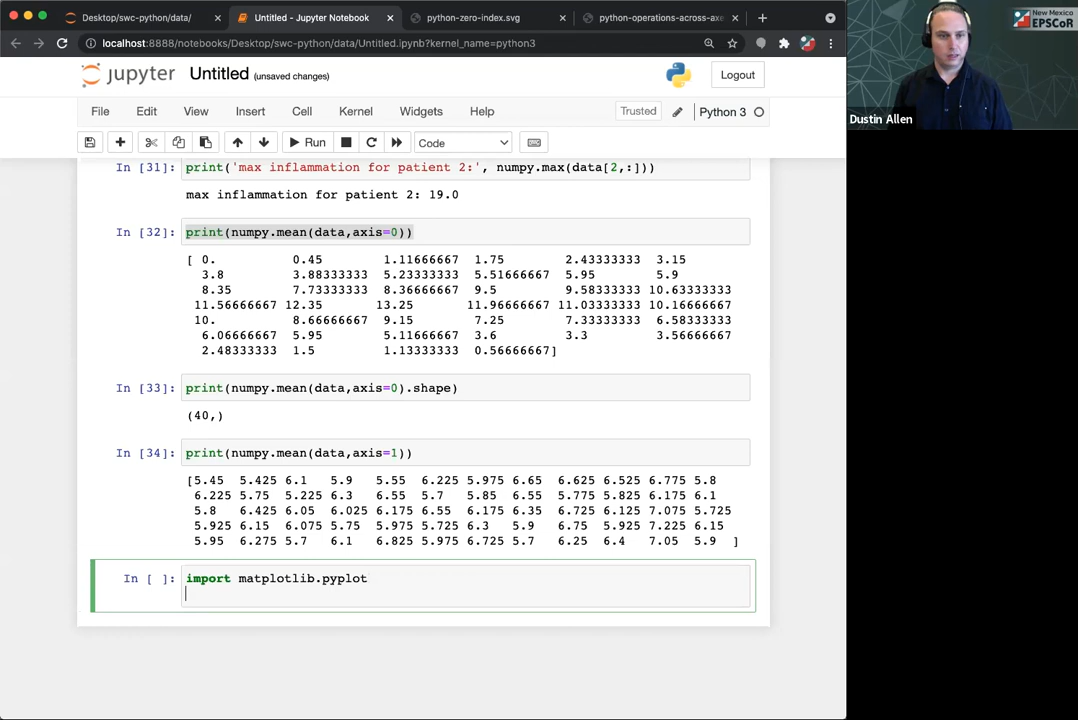 Desktop/swc-python/data/
Untitled - Jupyter Notebook
python-zero-index.svg
python-operations-across-axe
localhost:8888/notebooks/Desktop/swc-python/data/Untitled.ipynb?kernel_name=python3
jupyter Untitled (unsaved changes)
Logout
File Edit View Insert Cell Kernel Widgets Help
Trusted
Python 3
Run
Code
In [31]: print('max inflammation for patient 2:', numpy.max(data[2,:]))
max inflammation for patient 2: 19.0
In [32]: print(numpy.mean(data,axis=0))
[ 0. 0.45 1.11666667 1.75 2.43333333 3.15
3.8 3.88333333 5.23333333 5.51666667 5.95 5.9
8.35 7.73333333 8.36666667 9.5 9.58333333 10.63333333
11.56666667 12.35 13.25 11.96666667 11.03333333 10.16666667
10. 8.66666667 9.15 7.25 7.33333333 6.58333333
6.06666667 5.95 5.11666667 3.6 3.3 3.56666667
2.48333333 1.5 1.13333333 0.56666667]
In [33]: print(numpy.mean(data,axis=0).shape)
(40,)
In [34]: print(numpy.mean(data,axis=1))
[5.45 5.425 6.1 5.9 5.55 6.225 5.975 6.65 6.625 6.525 6.775 5.8
6.225 5.75 5.225 6.3 6.55 5.7 5.85 6.55 5.775 5.825 6.175 6.1
5.8 6.425 6.05 6.025 6.175 6.55 6.175 6.35 6.725 6.125 7.075 5.725
5.925 6.15 6.075 5.75 5.975 5.725 6.3 5.9 6.75 5.925 7.225 6.15
5.95 6.275 5.7 6.1 6.825 5.975 6.725 5.7 6.25 6.4 7.05 5.9 ]
In [ ]: import matplotlib.pyplot
New Mexico
EPSCoR
Dustin Allen